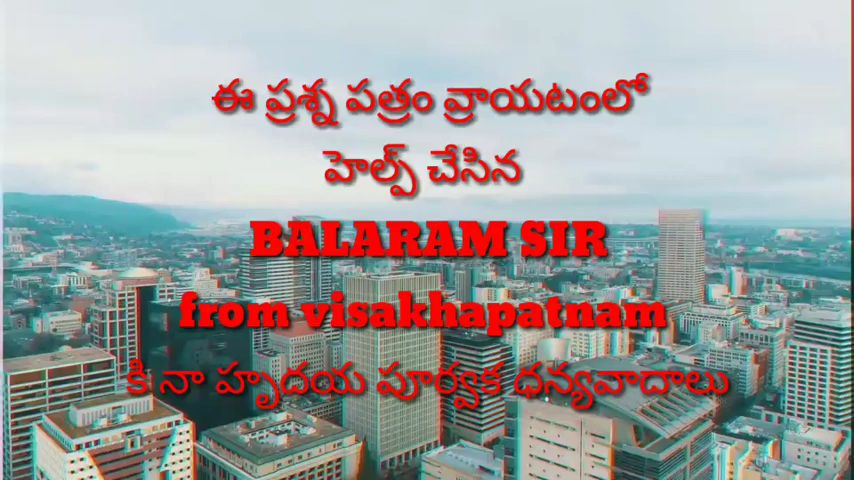 ఈ ప్రశ్న పత్రం వ్రాయటంలో
హెల్ప్ చేసిన
BALARAM SIR
from visakhapatnam
కి నా హృదయ పూర్వక ధన్యవాదాలు